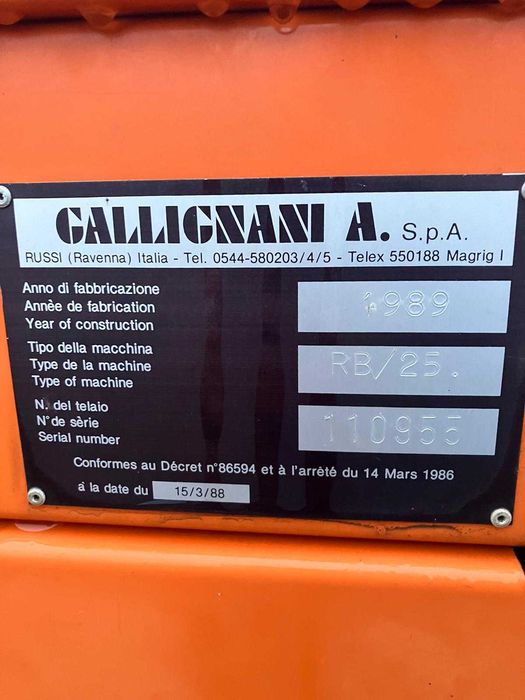 GALLIGNANI A. S.p.A.
RUSSI (Ravenna) Italia - Tel. 0544-580203/4/5 - Telex 550188 Magrig I
Anno di fabbricazione
Année de fabrication
Year of construction
1989
Tipo della macchina
Type de la machine
Type of machine
RB/25.
N. del telaio
N° de série
Serial number
110955
Conformes au Décret n°86594 et à l'arrêté du 14 Mars 1986
à la date du 15/3/88